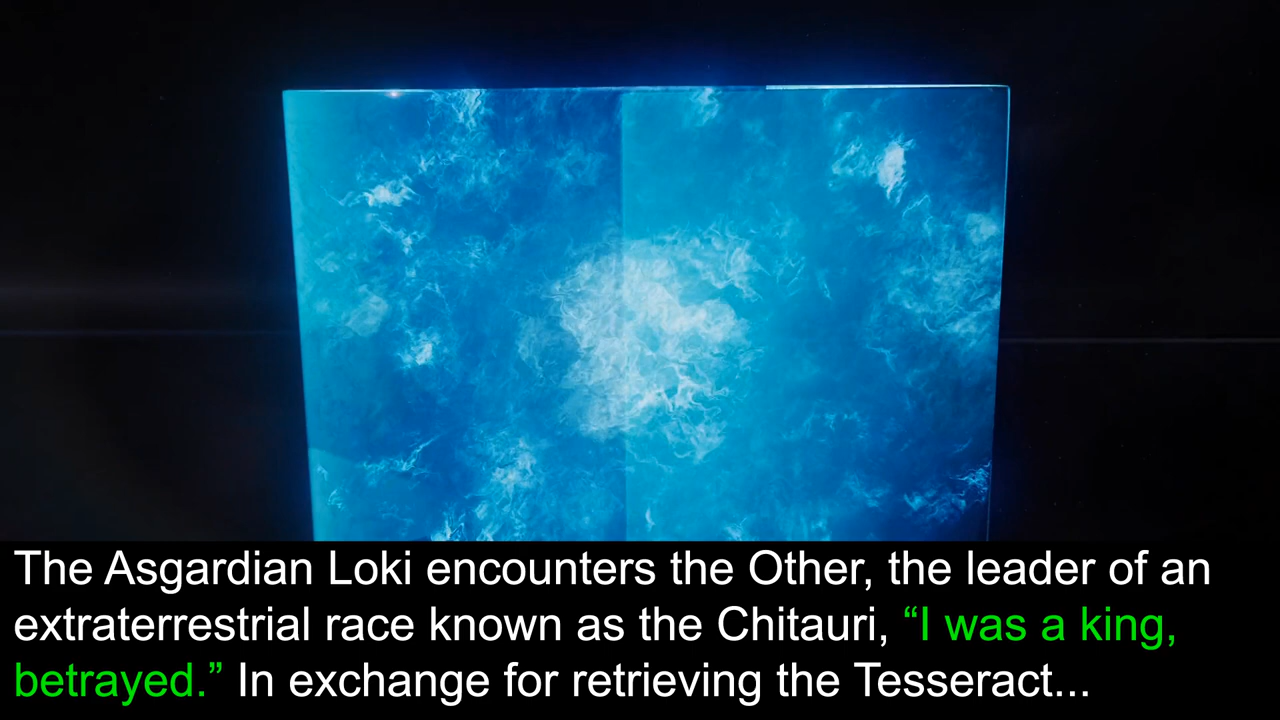 The Asgardian Loki encounters the Other, the leader of an
extraterrestrial race known as the Chitauri, “I was a king,
betrayed.” In exchange for retrieving the Tesseract...